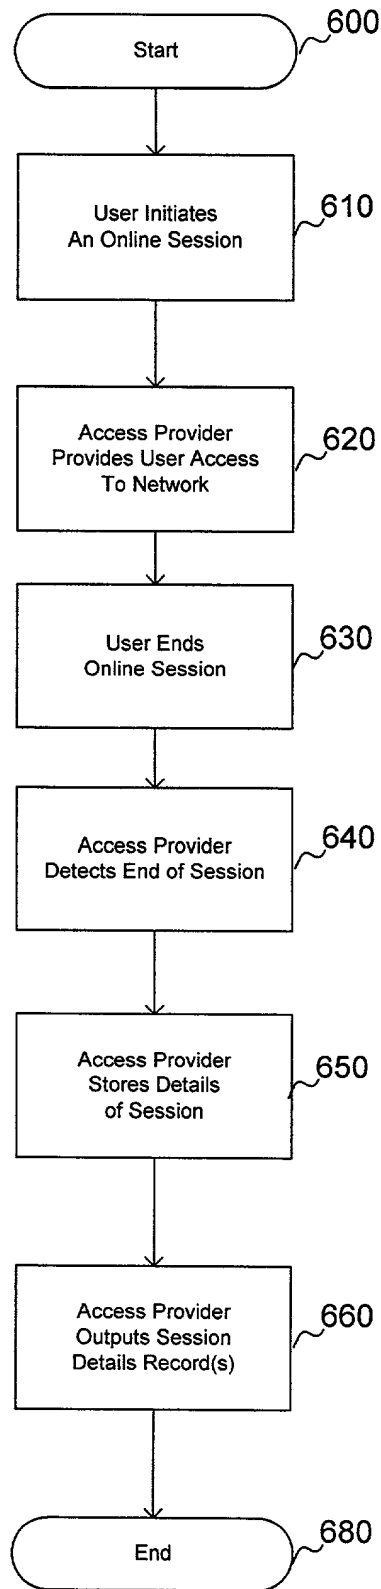 Start
600
User Initiates
An Online Session
610
Access Provider
Provides User Access
To Network
620
User Ends
Online Session
630
Access Provider
Detects End of Session
640
Access Provider
Stores Details
of Session
650
Access Provider
Outputs Session
Details Record(s)
660
End
680